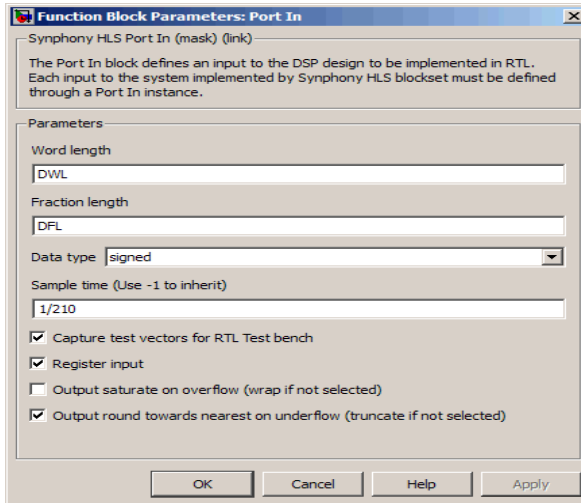 Function Block Parameters: Port In
Synphony HLS Port In (mask) (link)
The Port In block defines an input to the DSP design to be implemented in RTL.
Each input to the system implemented by Synphony HLS blockset must be defined
through a Port In instance.
Parameters
Word length
DWL
Fraction length
DFL
Data type signed
Sample time (Use -1 to inherit)
1/210
Capture test vectors for RTL Test bench
Register input
Output saturate on overflow (wrap if not selected)
Output round towards nearest on underflow (truncate if not selected)
OK Cancel Help Apply